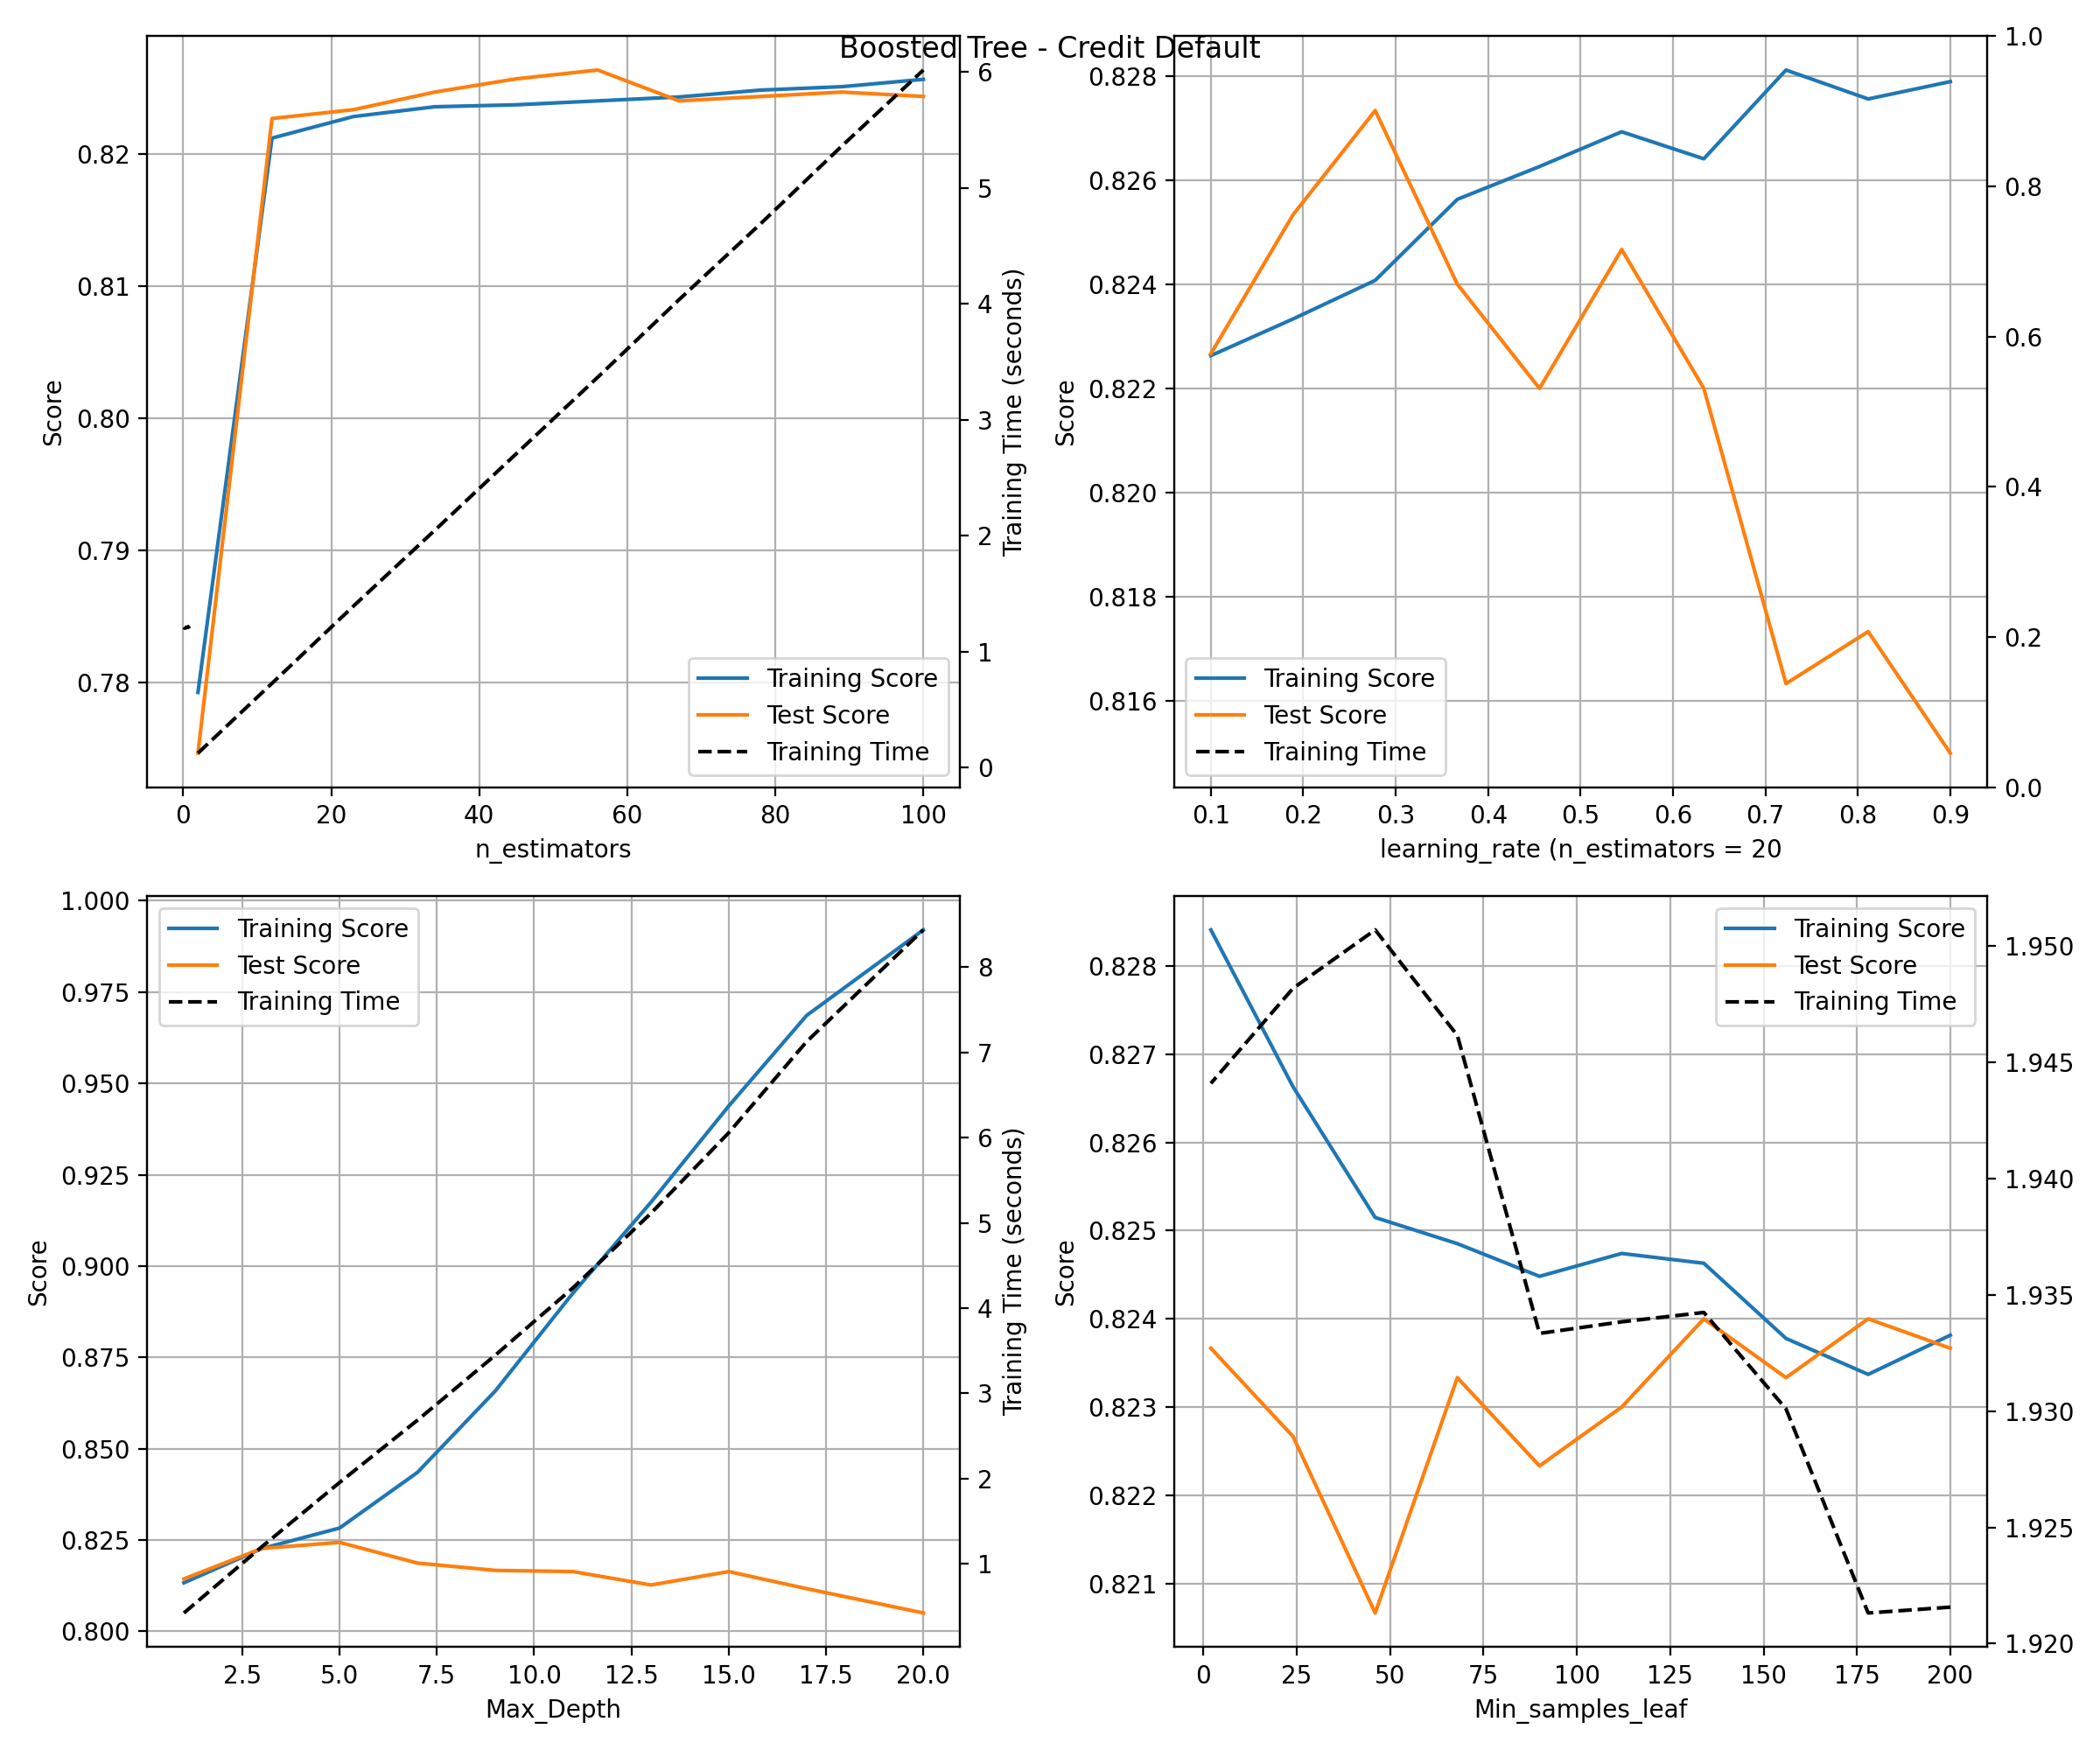 Boosted Tree - Credit Default
0.82
0.81
0.80
0.79
0.78
Score
6
5
4
3
2
1
0
Training Time (seconds)
Training Score
Test Score
Training Time
0 20 40 60 80 100
n_estimators
0.828
0.826
0.824
0.822
0.820
0.818
0.816
Score
1.0
0.8
0.6
0.4
0.2
0.0
Training Score
Test Score
Training Time
0.1 0.2 0.3 0.4 0.5 0.6 0.7 0.8 0.9
learning_rate (n_estimators = 20
1.000
0.975
0.950
0.925
0.900
0.875
0.850
0.825
0.800
Score
Training Score
Test Score
Training Time
8
7
6
5
4
3
2
1
Training Time (seconds)
2.5 5.0 7.5 10.0 12.5 15.0 17.5 20.0
Max_Depth
0.828
0.827
0.826
0.825
0.824
0.823
0.822
0.821
Score
Training Score
Test Score
Training Time
1.950
1.945
1.940
1.935
1.930
1.925
1.920
0 25 50 75 100 125 150 175 200
Min_samples_leaf